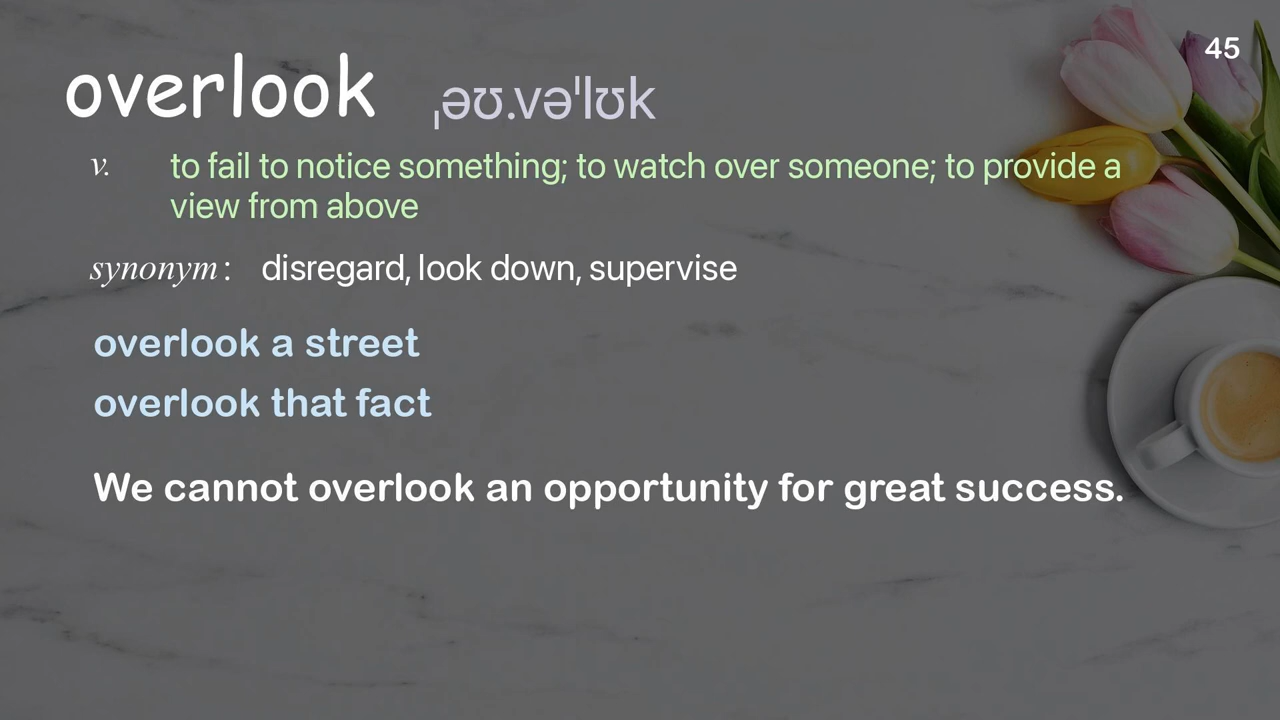 45
overlook ˌəʊ.vəˈlʊk
v. to fail to notice something; to watch over someone; to provide a
view from above
synonym : disregard, look down, supervise
overlook a street
overlook that fact
We cannot overlook an opportunity for great success.